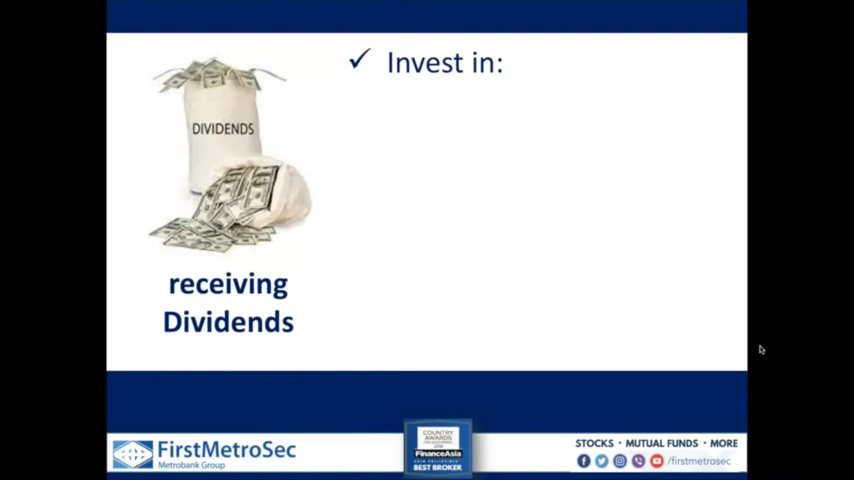 ✓ Invest in:
DIVIDENDS
receiving
Dividends
FirstMetroSec
Metrobank Group
COUNTRY
AWARDS
FinanceAsia
BEST BROKER
STOCKS · MUTUAL FUNDS · MORE
/firstmetrosec